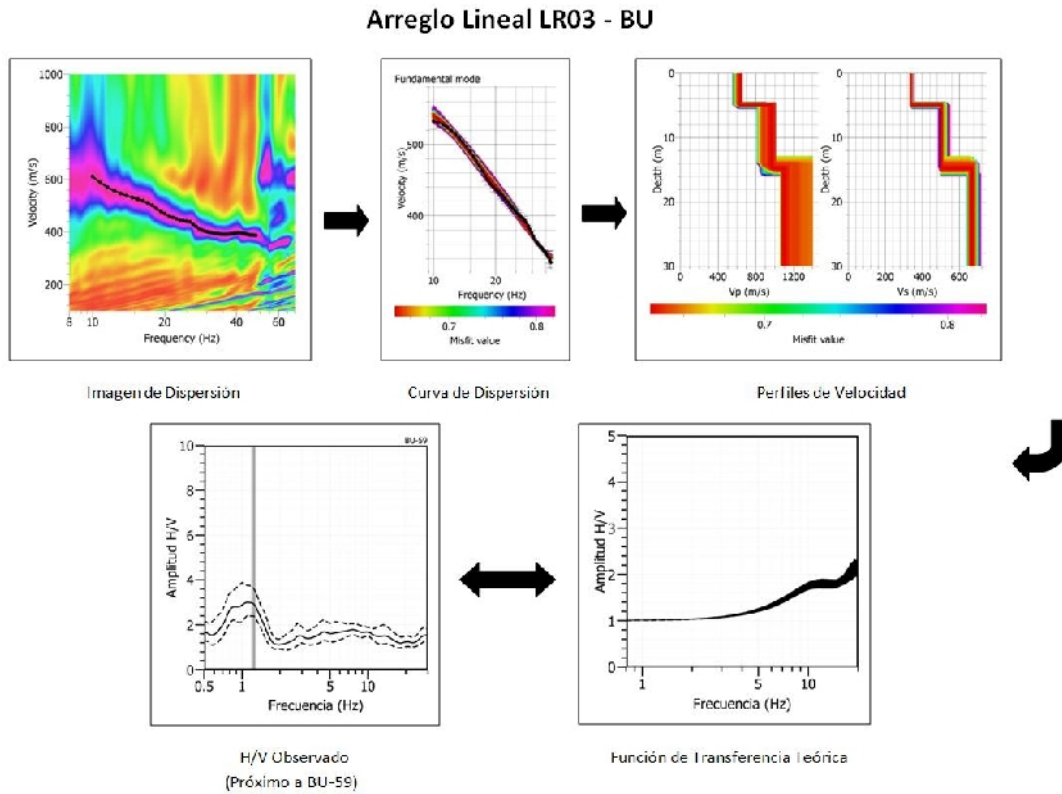 Arreglo Lineal LR03 - BU
1000
800
600
400
200
Velocity (m/s)
6 10 20 40 50
Frequency (Hz)
Imagen de Dispersión
Fundamental mode
500
400
Velocity (m/s)
10 20
Frequency (Hz)
0.7 0.8
Misfit value
Curva de Dispersión
0
10
20
30
Depth (m)
0 400 800 1200
Vp (m/s)
0
10
20
30
Depth (m)
0 200 400 600
Vs (m/s)
0.7 0.8
Misfit value
Perfiles de Velocidad
BU-59
10
8
6
4
2
0
Amplitud H/V
0.5 1 5 10
Frecuencia (Hz)
H/V Observado
(Próximo a BU-59)
5
4
3
2
1
0
Amplitud H/V
1 5 10
Frecuencia (Hz)
Función de Transferencia Teórica